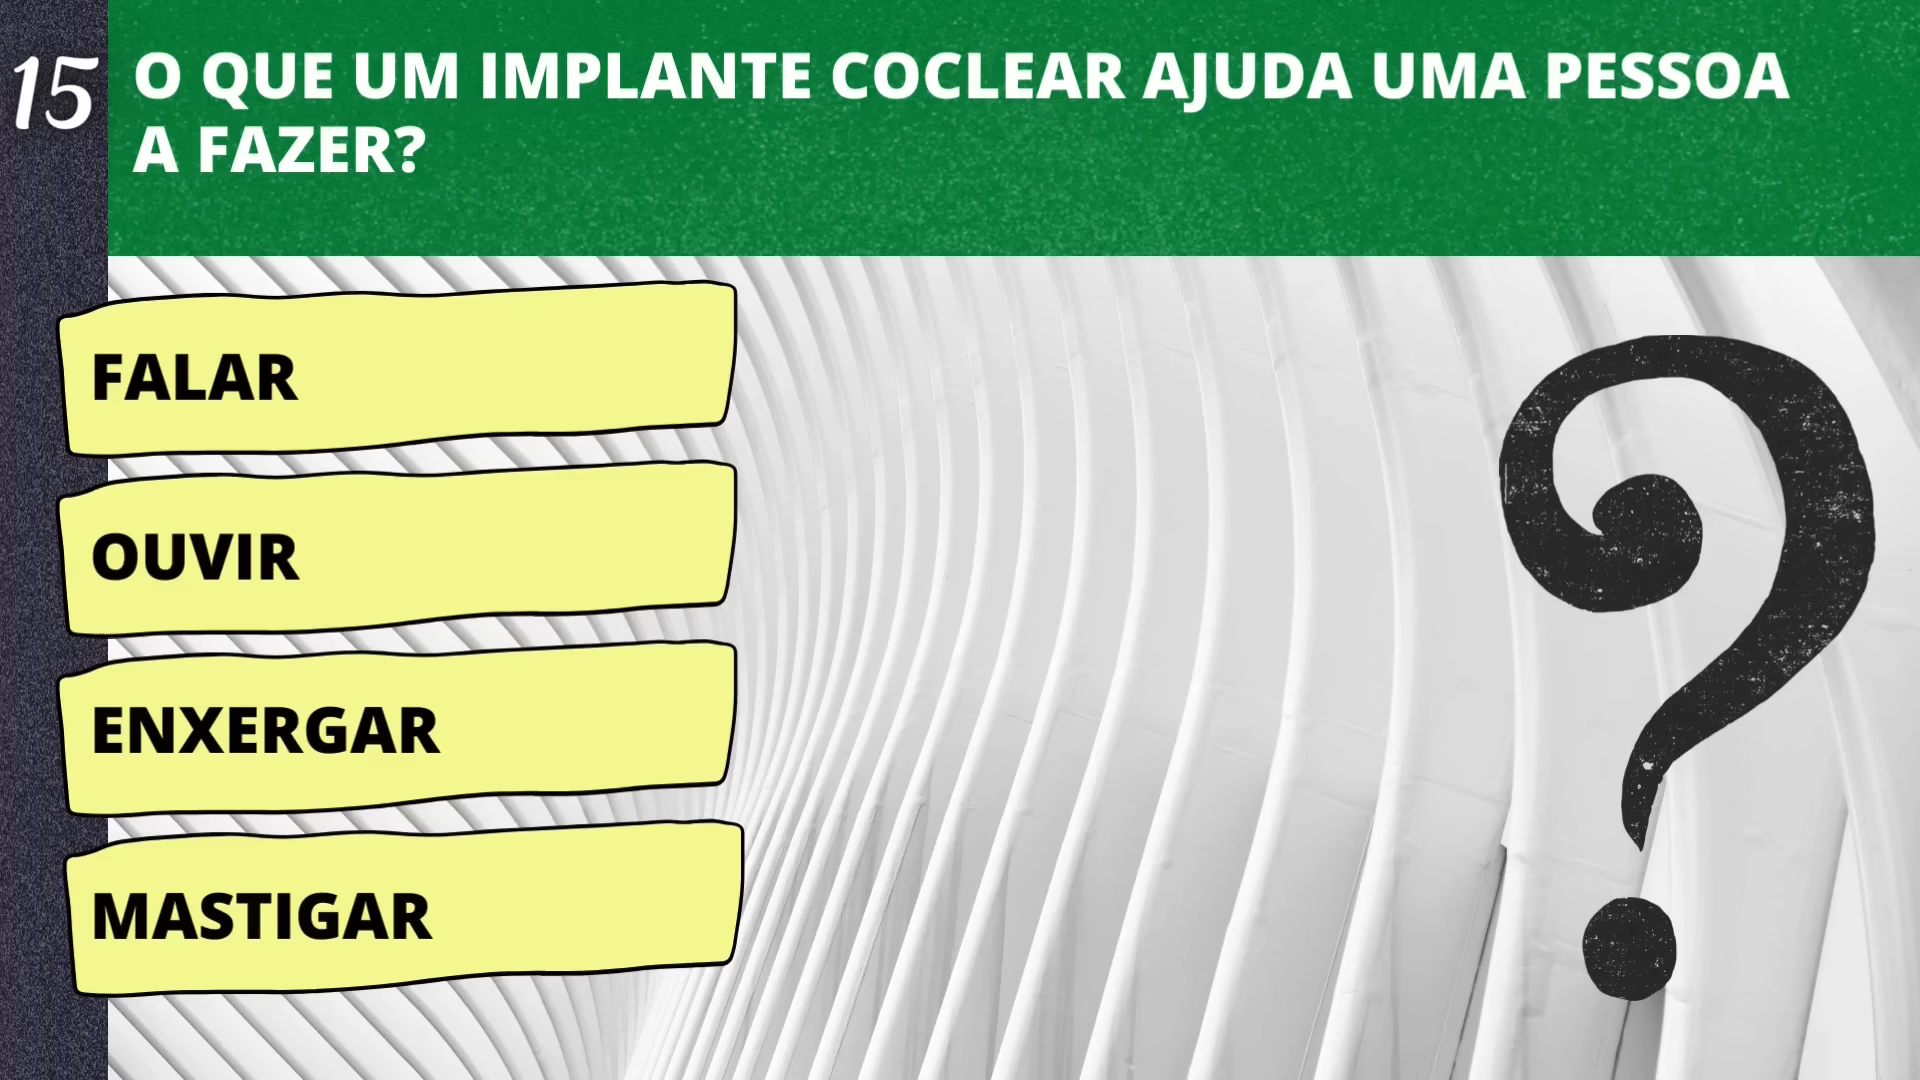 15
O QUE UM IMPLANTE COCLEAR AJUDA UMA PESSOA
A FAZER?
FALAR
OUVIR
ENXERGAR
MASTIGAR
?